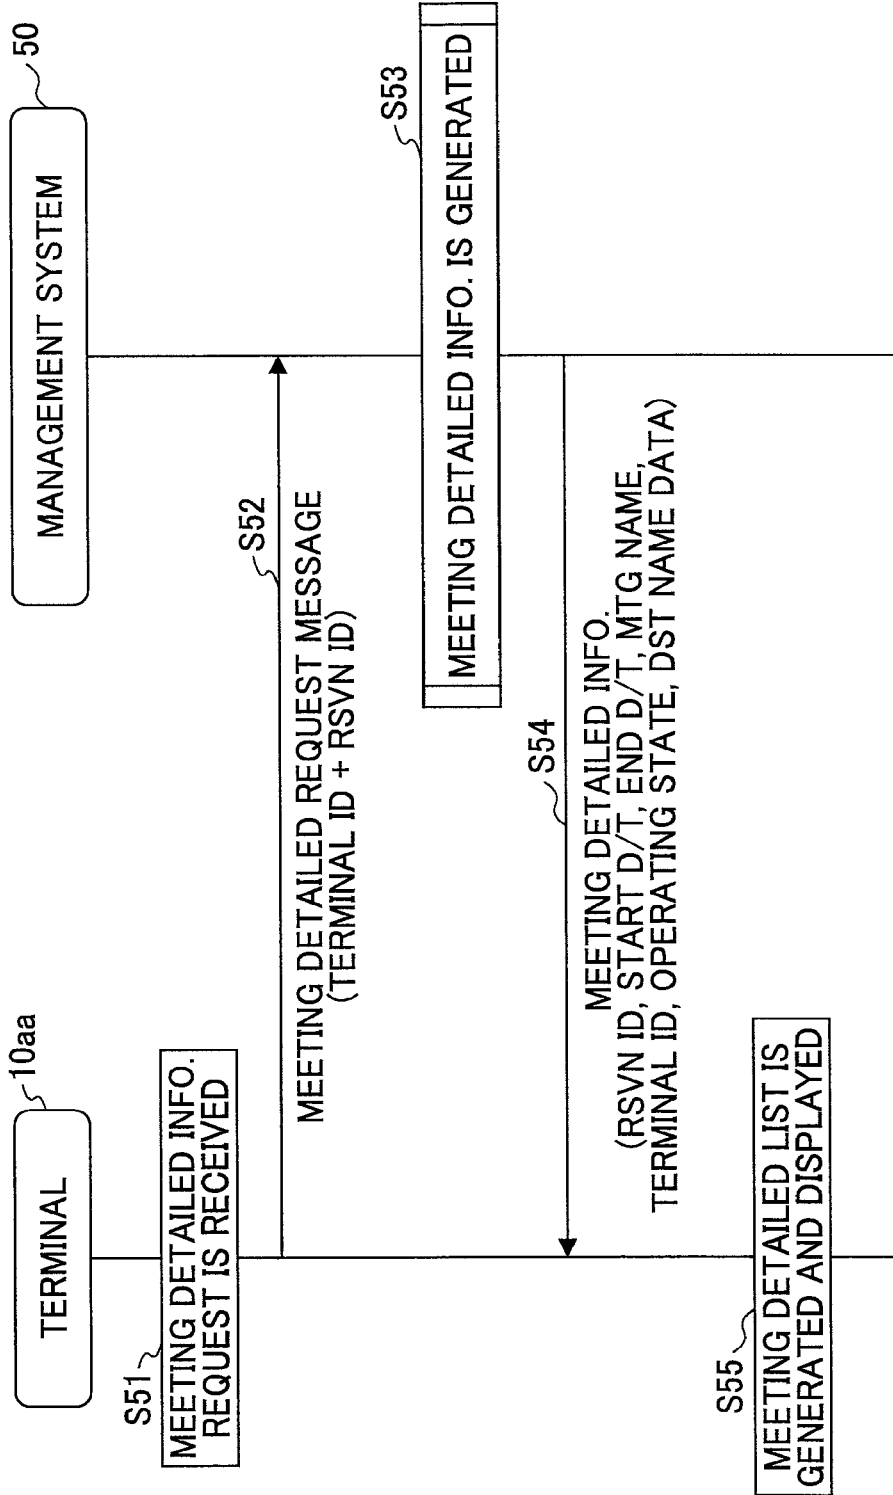 TERMINAL
10aa
MANAGEMENT SYSTEM
50
S51
MEETING DETAILED INFO.
REQUEST IS RECEIVED
S52
MEETING DETAILED REQUEST MESSAGE
(TERMINAL ID + RSVN ID)
S53
MEETING DETAILED INFO. IS GENERATED
S54
MEETING DETAILED INFO.
(RSVN ID, START D/T, END D/T, MTG NAME,
TERMINAL ID, OPERATING STATE, DST NAME DATA)
S55
MEETING DETAILED LIST IS
GENERATED AND DISPLAYED